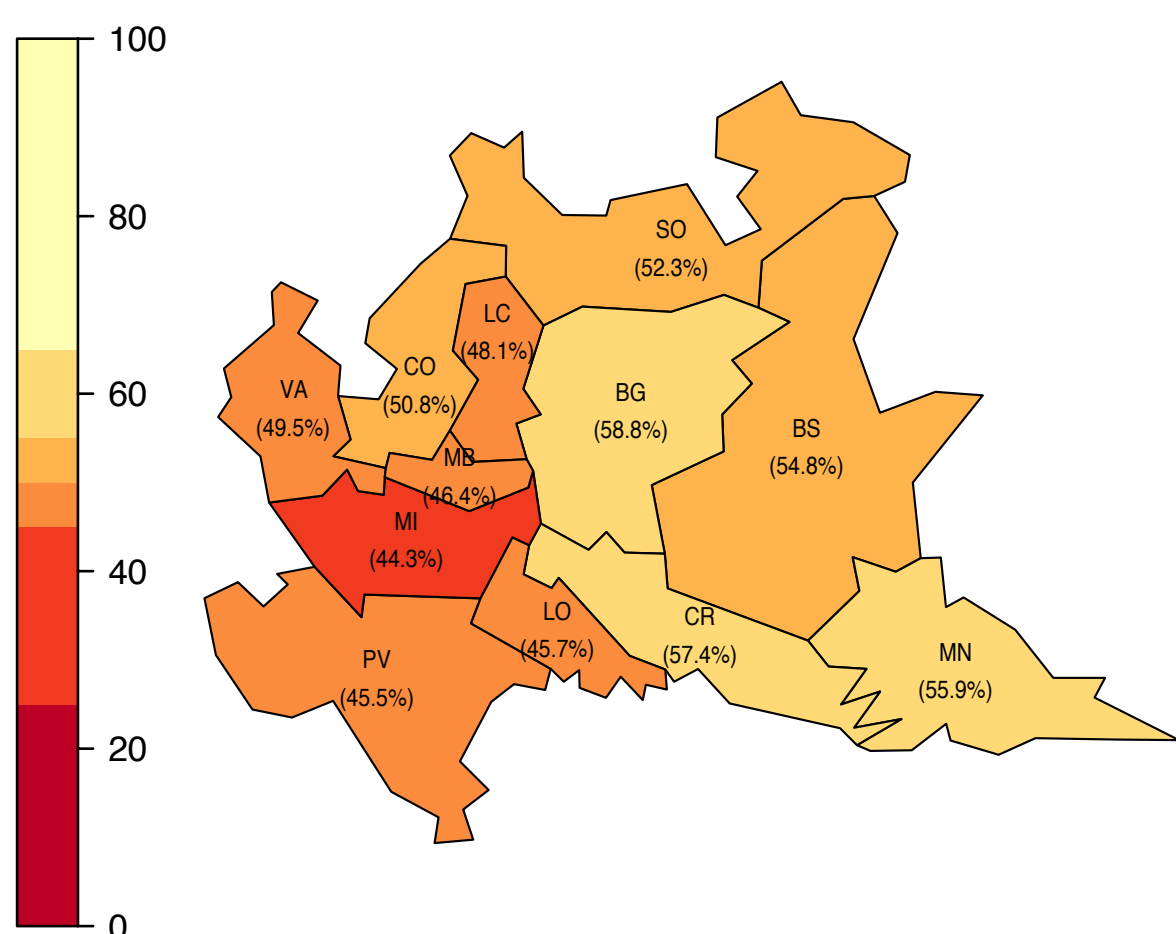 100
80
60
40
20
0
SO
(52.3%)
LC
(48.1%)
CO
(50.8%)
VA
(49.5%)
BG
(58.8%)
BS
(54.8%)
MB
(46.4%)
MI
(44.3%)
LO
(45.7%)
CR
(57.4%)
PV
(45.5%)
MN
(55.9%)